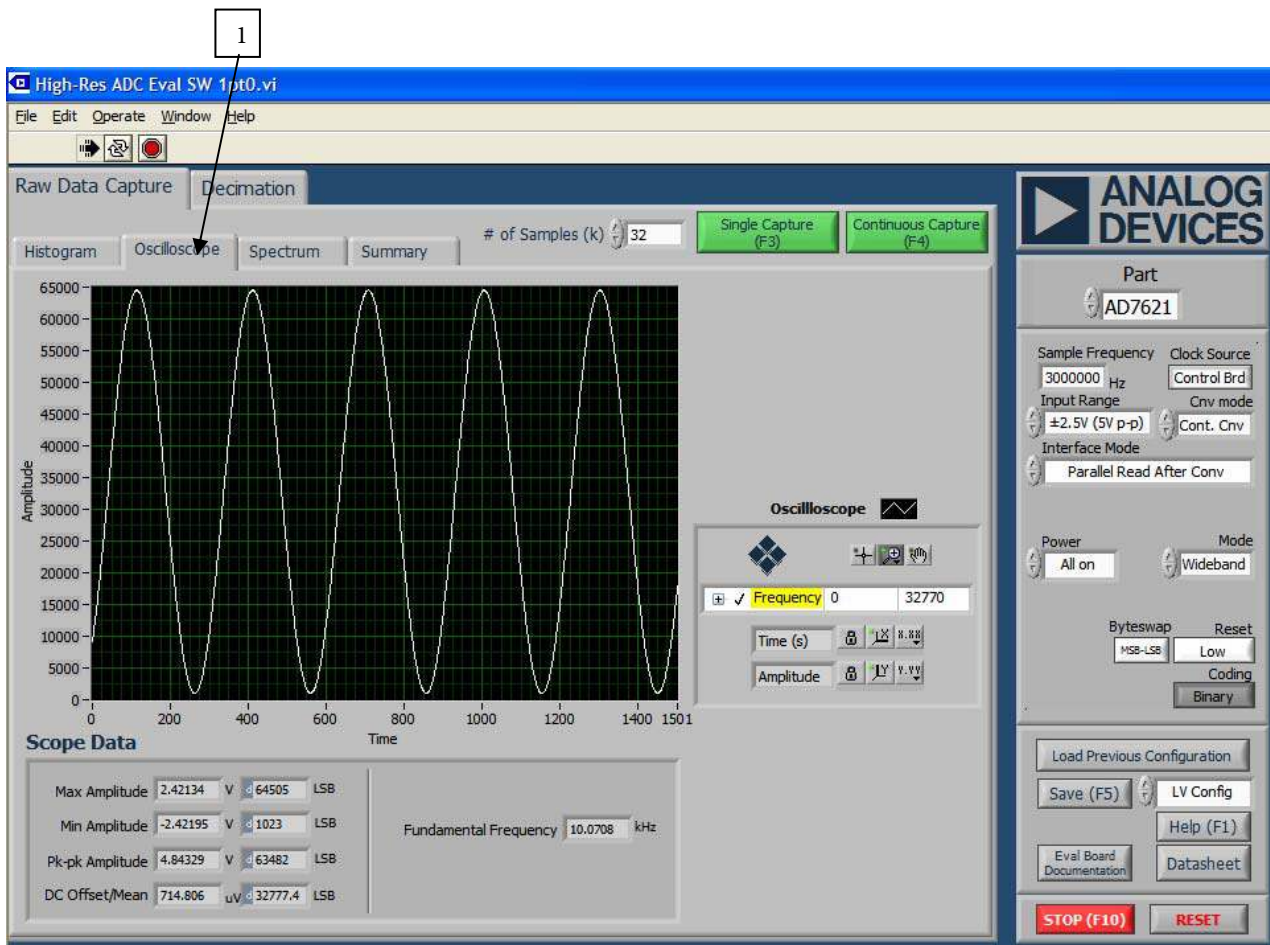 1
High-Res ADC Eval SW 1pt0.vi
File Edit Operate Window Help
Raw Data Capture Decimation
Histogram Oscilloscope Spectrum Summary
# of Samples (k) 32
Single Capture
(F3)
Continuous Capture
(F4)
65000
60000
55000
50000
45000
40000
35000
30000
25000
20000
15000
10000
5000
0
Amplitude
0 200 400 600 800 1000 1200 1400 1501
Time
Oscillloscope
Frequency 0 32770
Time (s)
X.XX
Amplitude
Y.YY
Scope Data
Max Amplitude 2.42134 V d 64505 LSB
Min Amplitude -2.42195 V d 1023 LSB
Pk-pk Amplitude 4.84329 V d 63482 LSB
DC Offset/Mean 714.806 uV d 32777.4 LSB
Fundamental Frequency 10.0708 kHz
ANALOG
DEVICES
Part
AD7621
Sample Frequency Clock Source
3000000 Hz Control Brd
Input Range Cnv mode
±2.5V (5V p-p) Cont. Cnv
Interface Mode
Parallel Read After Conv
Power Mode
All on Wideband
Byteswap Reset
MSB-LSB Low
Coding
Binary
Load Previous Configuration
Save (F5) LV Config
Help (F1)
Eval Board
Documentation
Datasheet
STOP (F10) RESET